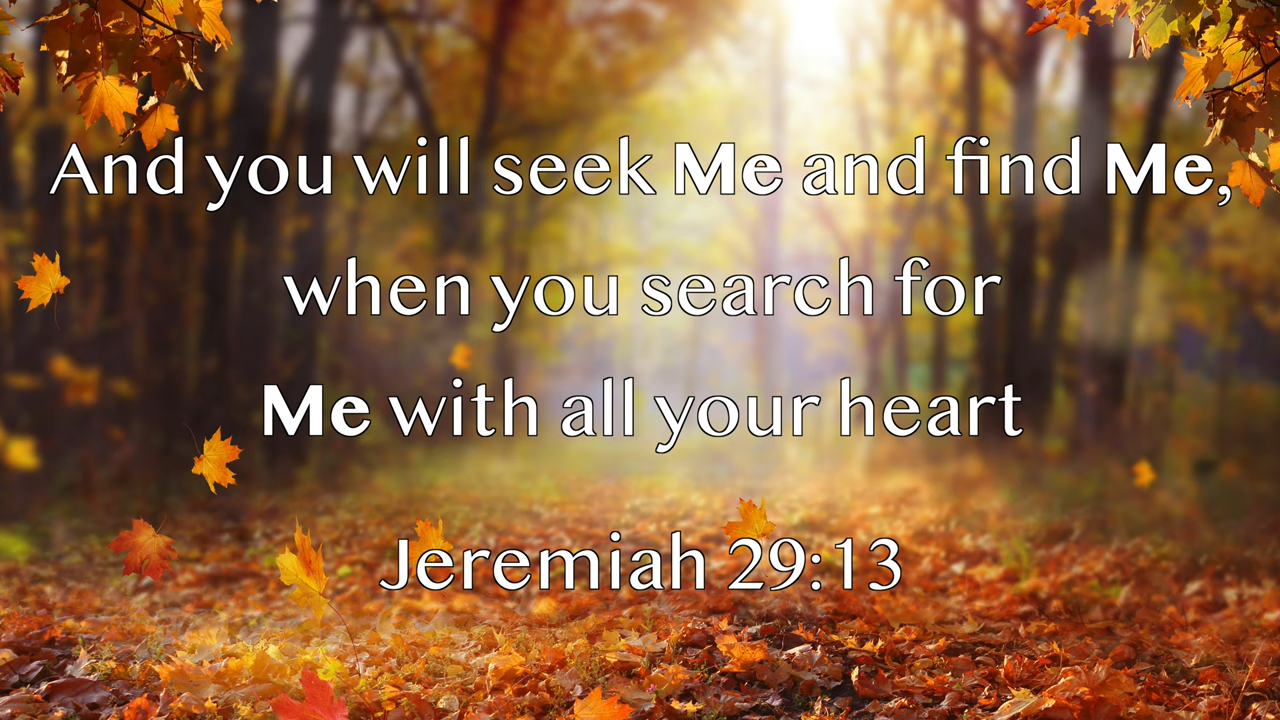 And you will seek Me and find Me,
when you search for
Me with all your heart
Jeremiah 29:13